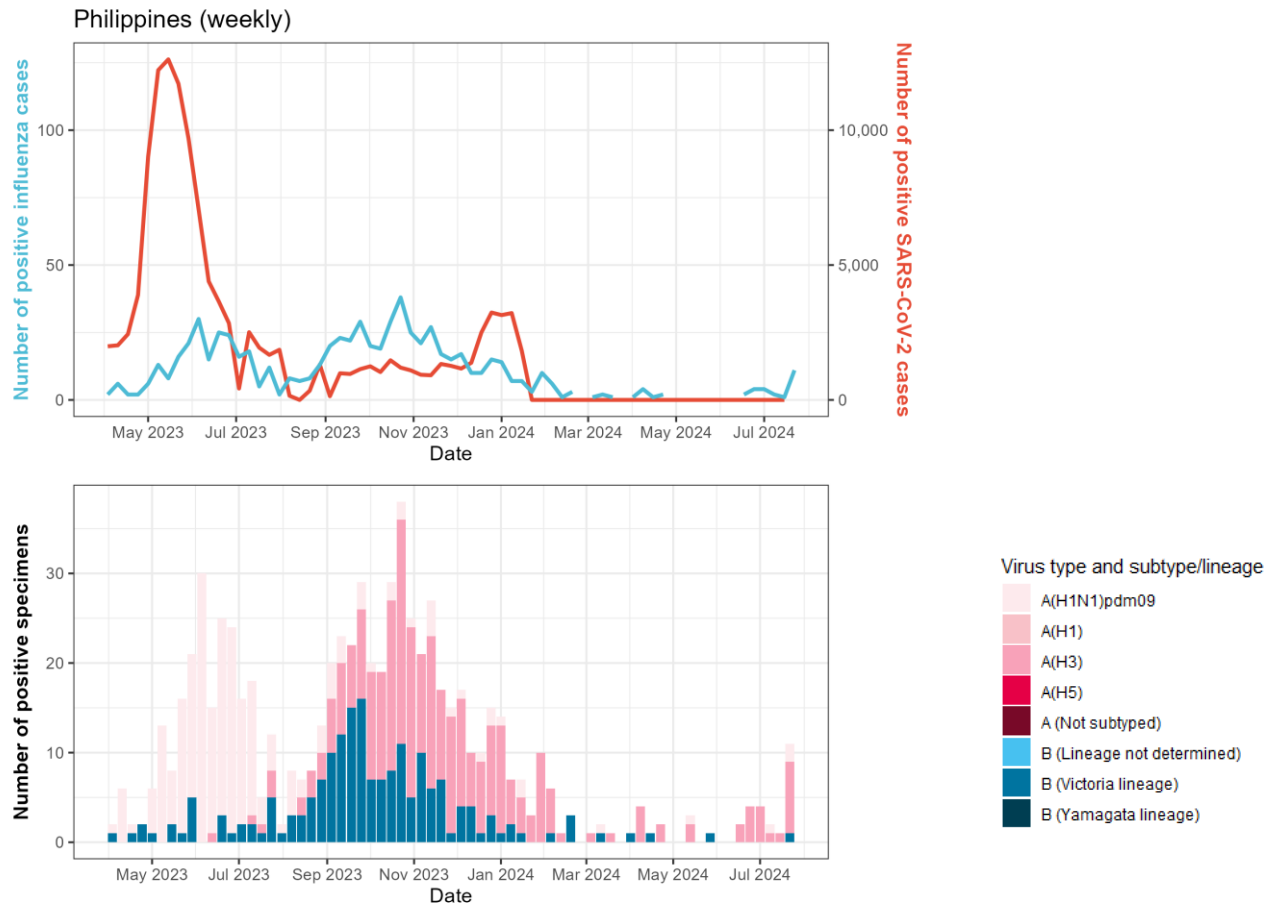 Philippines (weekly)
Number of positive influenza cases
100
50
0
10,000
5,000
0
Number of positive SARS-CoV-2 cases
May 2023 Jul 2023 Sep 2023 Nov 2023 Jan 2024 Mar 2024 May 2024 Jul 2024
Date
Number of positive specimens
30
20
10
0
May 2023 Jul 2023 Sep 2023 Nov 2023 Jan 2024 Mar 2024 May 2024 Jul 2024
Date
Virus type and subtype/lineage
A(H1N1)pdm09
A(H1)
A(H3)
A(H5)
A (Not subtyped)
B (Lineage not determined)
B (Victoria lineage)
B (Yamagata lineage)